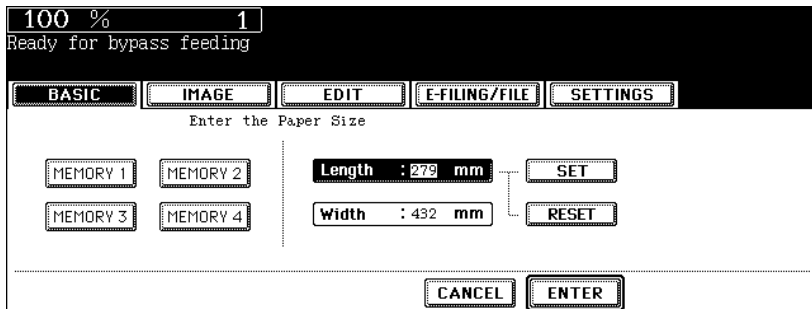 100 % 1
Ready for bypass feeding
BASIC IMAGE EDIT E-FILING/FILE SETTINGS
Enter the Paper Size
MEMORY 1 MEMORY 2 Length : 279 mm SET
MEMORY 3 MEMORY 4 Width : 432 mm RESET
CANCEL ENTER